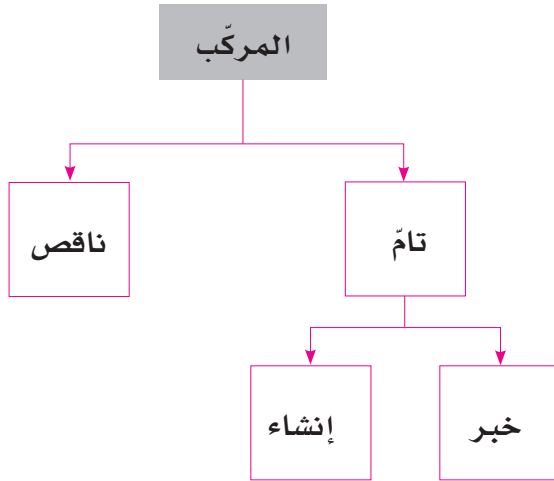 المركّب
تامّ
ناقص
خبر
إنشاء